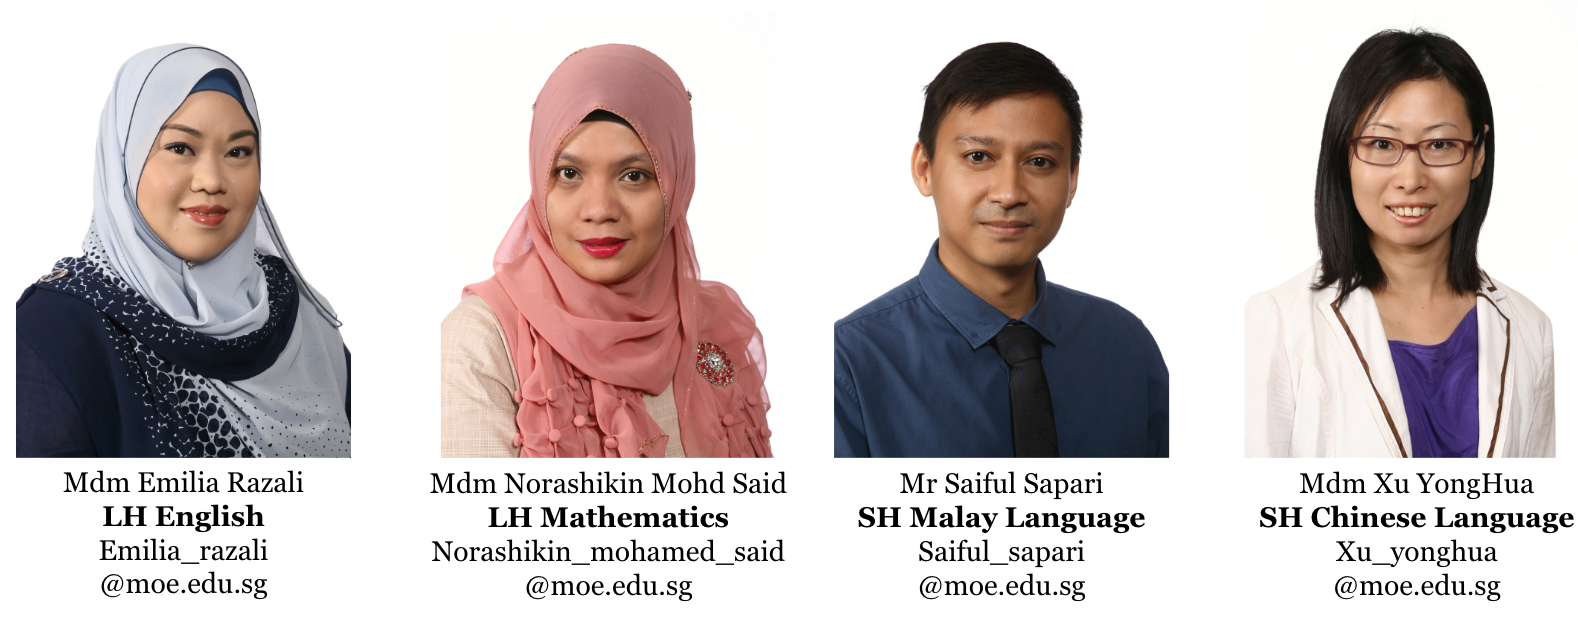 Mdm Emilia Razali
LH English
Emilia_razali
@moe.edu.sg
Mdm Norashikin Mohd Said
LH Mathematics
Norashikin_mohamed_said
@moe.edu.sg
Mr Saiful Sapari
SH Malay Language
Saiful_sapari
@moe.edu.sg
Mdm Xu YongHua
SH Chinese Language
Xu_yonghua
@moe.edu.sg